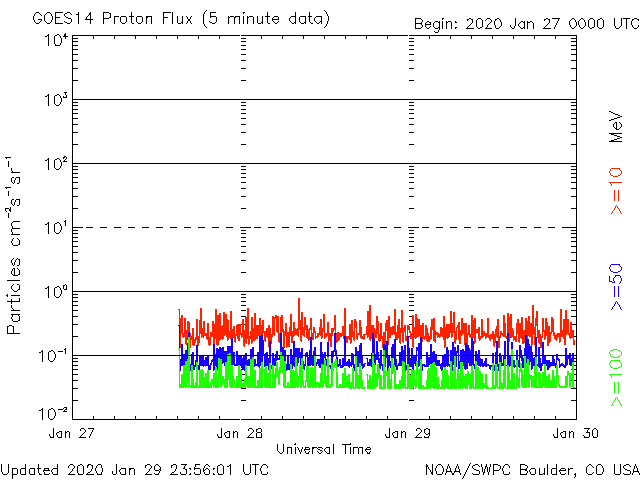 GOES14 Proton Flux (5 minute data)
Begin: 2020 Jan 27 0000 UTC
10⁴
10³
10²
10¹
10⁰
10⁻¹
10⁻²
Particles cm⁻²s⁻¹sr⁻¹
MeV
>=10
>=50
>=100
Jan 27
Jan 28
Jan 29
Jan 30
Universal Time
Updated 2020 Jan 29 23:56:01 UTC
NOAA/SWPC Boulder, CO USA